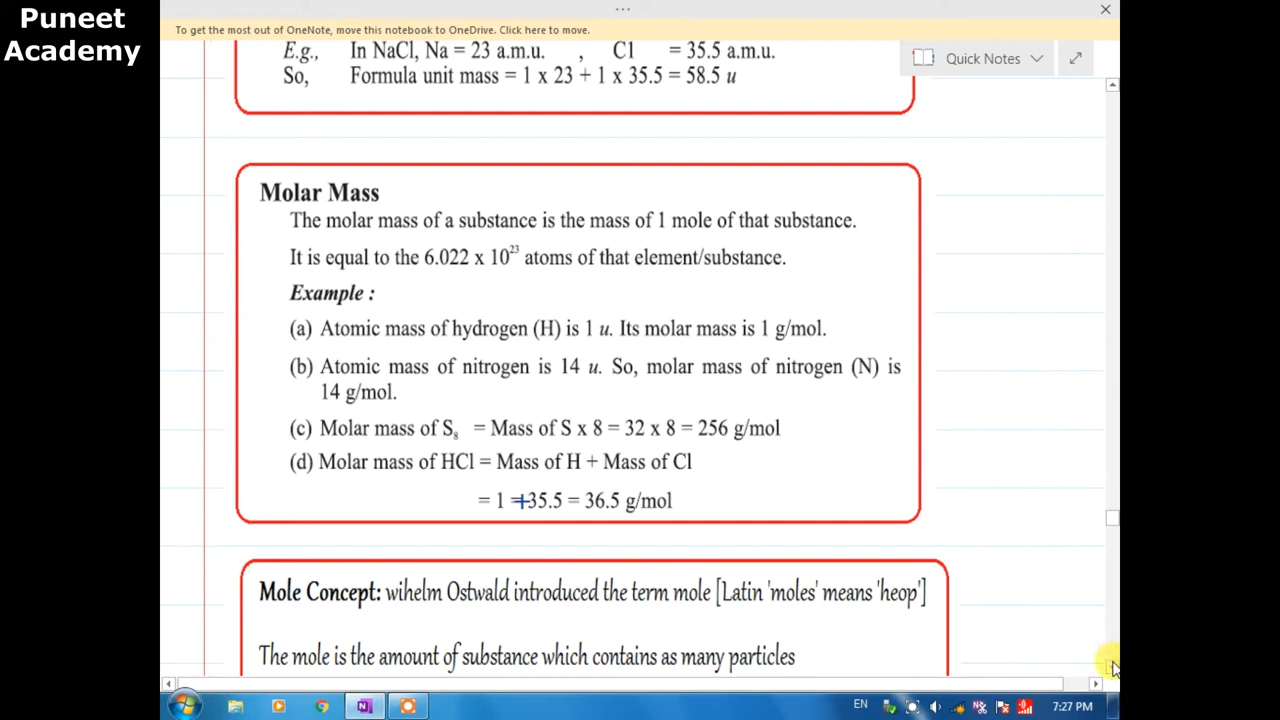 Puneet
Academy
To get the most out of OneNote, move this notebook to OneDrive. Click here to move.
Quick Notes
E.g., In NaCl, Na = 23 a.m.u. , Cl = 35.5 a.m.u.
So, Formula unit mass = 1 x 23 + 1 x 35.5 = 58.5 u
Molar Mass
The molar mass of a substance is the mass of 1 mole of that substance.
It is equal to the 6.022 x 10²³ atoms of that element/substance.
Example :
(a) Atomic mass of hydrogen (H) is 1 u. Its molar mass is 1 g/mol.
(b) Atomic mass of nitrogen is 14 u. So, molar mass of nitrogen (N) is
14 g/mol.
(c) Molar mass of S₈ = Mass of S x 8 = 32 x 8 = 256 g/mol
(d) Molar mass of HCl = Mass of H + Mass of Cl
= 1 + 35.5 = 36.5 g/mol
Mole Concept: wihelm Ostwald introduced the term mole [Latin 'moles' means 'heop']
The mole is the amount of substance which contains as many particles
EN
7:27 PM